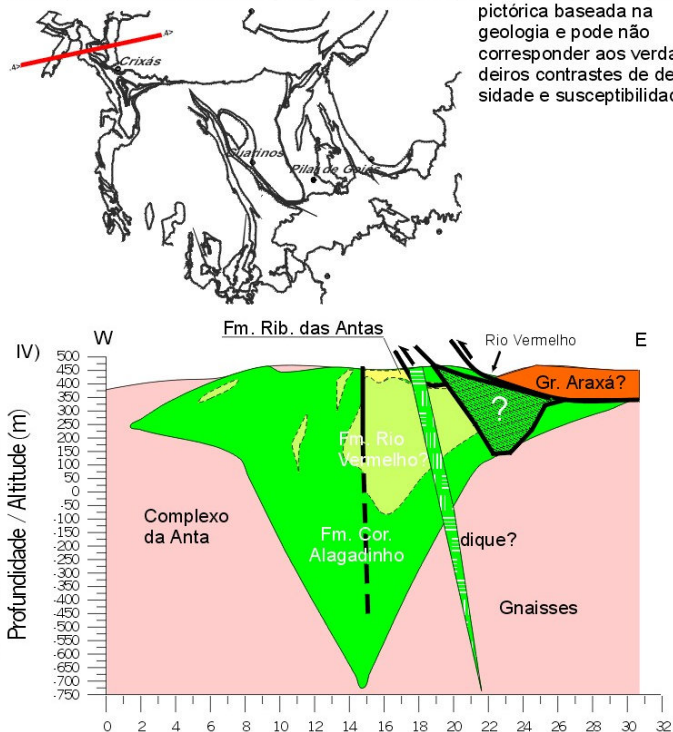 pictórica baseada na
geologia e pode não
corresponder aos verda
deiros contrastes de de
sidade e susceptibilidad
Crixás
Guarinos
Pilar de Goiás
IV)
W
Fm. Rib. das Antas
Rio Vermelho
E
Profundidade / Altitude (m)
500
450
400
350
300
250
200
150
100
50
0
-50
-100
-150
-200
-250
-300
-350
-400
-450
-500
-550
-600
-650
-700
-750
Gr. Araxá?
?
Fm. Rio
Vermelho?
Complexo
da Anta
Fm. Cor.
Alagadinho
dique?
Gnaisses
0 2 4 6 8 10 12 14 16 18 20 22 24 26 28 30 32